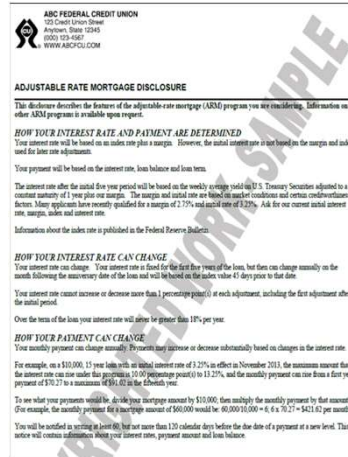 ABC FEDERAL CREDIT UNION
123 Credit Union Street
Anytown, State 12345
(000) 123-4567
WWW.ABCFCU.COM
CU
ADJUSTABLE RATE MORTGAGE DISCLOSURE
This disclosure describes the features of the adjustable-rate mortgage (ARM) program you are considering. Information on
other ARM programs is available upon request.
HOW YOUR INTEREST RATE AND PAYMENT ARE DETERMINED
Your interest rate will be based on an index rate plus a margin. However, the initial interest rate is not based on the margin and ind
used for later rate adjustments.
Your payment will be based on the interest rate, loan balance and loan term.
The interest rate after the initial five year period will be based on the weekly average yield on U.S. Treasury Securities adjusted to a
constant maturity of 1 year plus our margin. The margin and initial rate are based on market conditions and certain creditworthines
factors. Many applicants have recently qualified for a margin of 2.75% and initial rate of 3.25%. Ask for our current initial interest
rate, margin, index and interest rate.
Information about the index rate is published in the Federal Reserve Bulletin.
HOW YOUR INTEREST RATE CAN CHANGE
Your interest rate can change. Your interest rate is fixed for the first five years of the loan, but then can change annually on the
month following the anniversary date of the loan and will be based on the index value 45 days prior to that date.
Your interest rate cannot increase or decrease more than 1 percentage point(s) at each adjustment, including the first adjustment afte
the initial period.
Over the term of the loan your interest rate will never be greater than 18% per year.
HOW YOUR PAYMENT CAN CHANGE
Your monthly payment can change annually. Payments may increase or decrease substantially based on changes in the interest rate.
For example, on a $10,000, 15 year loan with an initial interest rate of 3.25% in effect in November 2013, the maximum amount tha
the interest rate can rise under this program is 10.00 percentage point(s) to 13.25%, and the monthly payment can rise from a first ye
payment of $70.27 to a maximum of $91.02 in the fifteenth year.
To see what your payments would be, divide your mortgage amount by $10,000; then multiply the monthly payment by that amount
(For example, the monthly payment for a mortgage amount of $60,000 would be: 60,000/10,000 = 6; 6 x 70.27 = $421.62 per month
You will be notified in writing at least 60, but not more than 120 calendar days before the due date of a payment at a new level. This
notice will contain information about your interest rates, payment amount and loan balance.
WORK SAMPLE